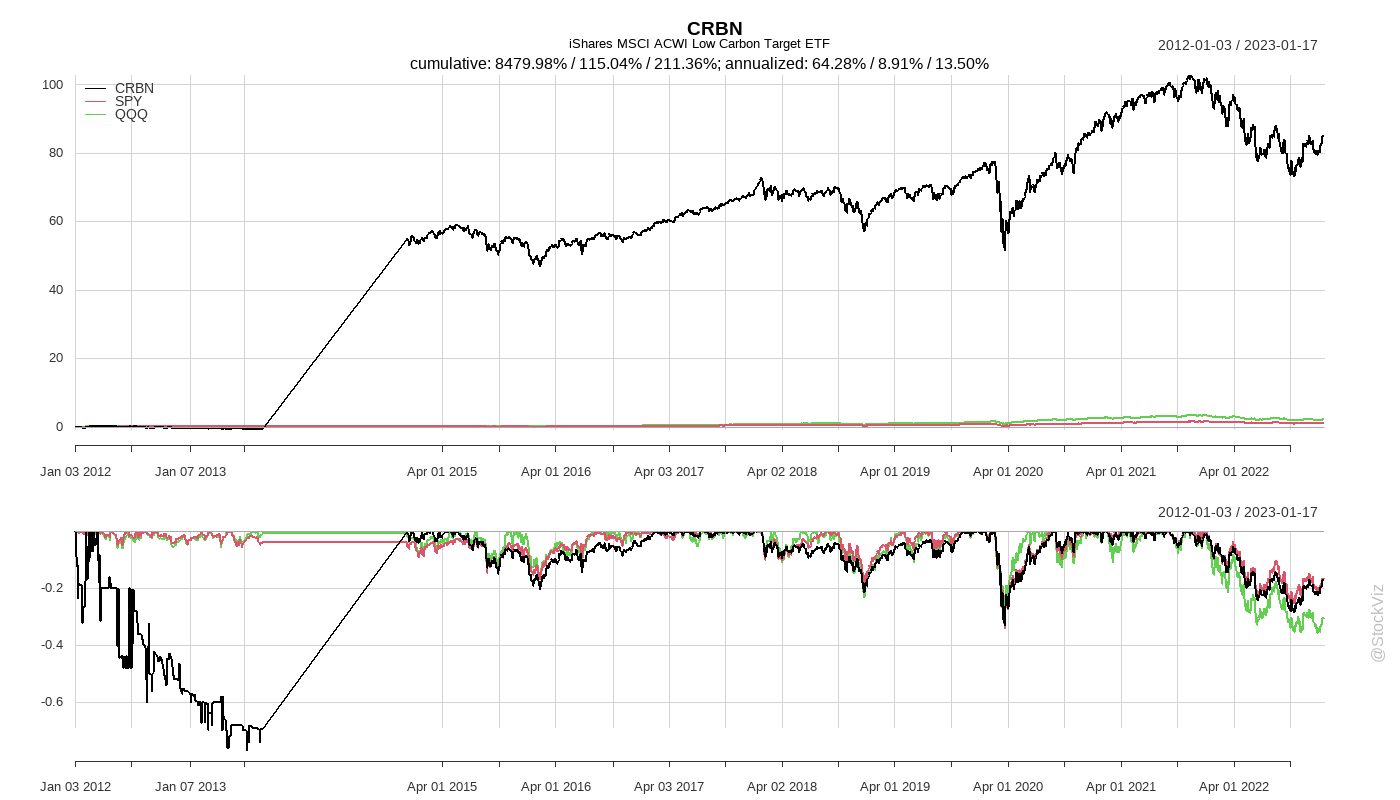 CRBN
iShares MSCI ACWI Low Carbon Target ETF
2012-01-03 / 2023-01-17
cumulative: 8479.98% / 115.04% / 211.36%; annualized: 64.28% / 8.91% / 13.50%
CRBN
SPY
QQQ
100
80
60
40
20
0
Jan 03 2012 Jan 07 2013 Apr 01 2015 Apr 01 2016 Apr 03 2017 Apr 02 2018 Apr 01 2019 Apr 01 2020 Apr 01 2021 Apr 01 2022
2012-01-03 / 2023-01-17
-0.2
-0.4
-0.6
Jan 03 2012 Jan 07 2013 Apr 01 2015 Apr 01 2016 Apr 03 2017 Apr 02 2018 Apr 01 2019 Apr 01 2020 Apr 01 2021 Apr 01 2022
@StockViz